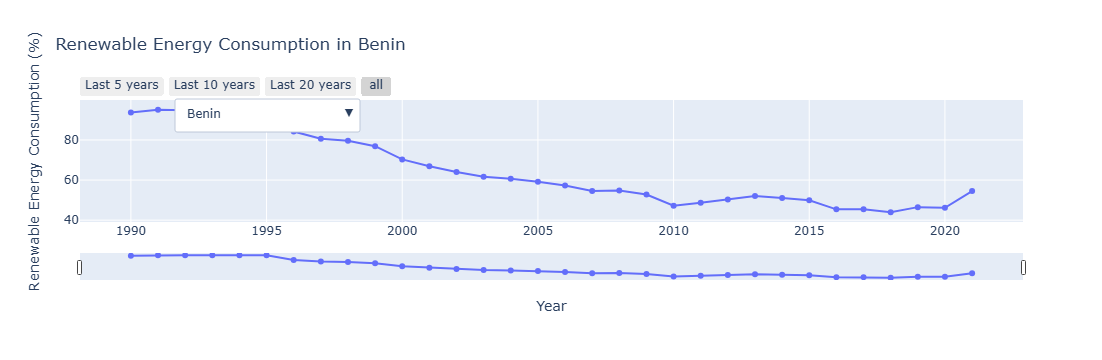 Renewable Energy Consumption in Benin
Last 5 years Last 10 years Last 20 years all
Benin ▼
Renewable Energy Consumption (%)
80
60
40
1990 1995 2000 2005 2010 2015 2020
Year